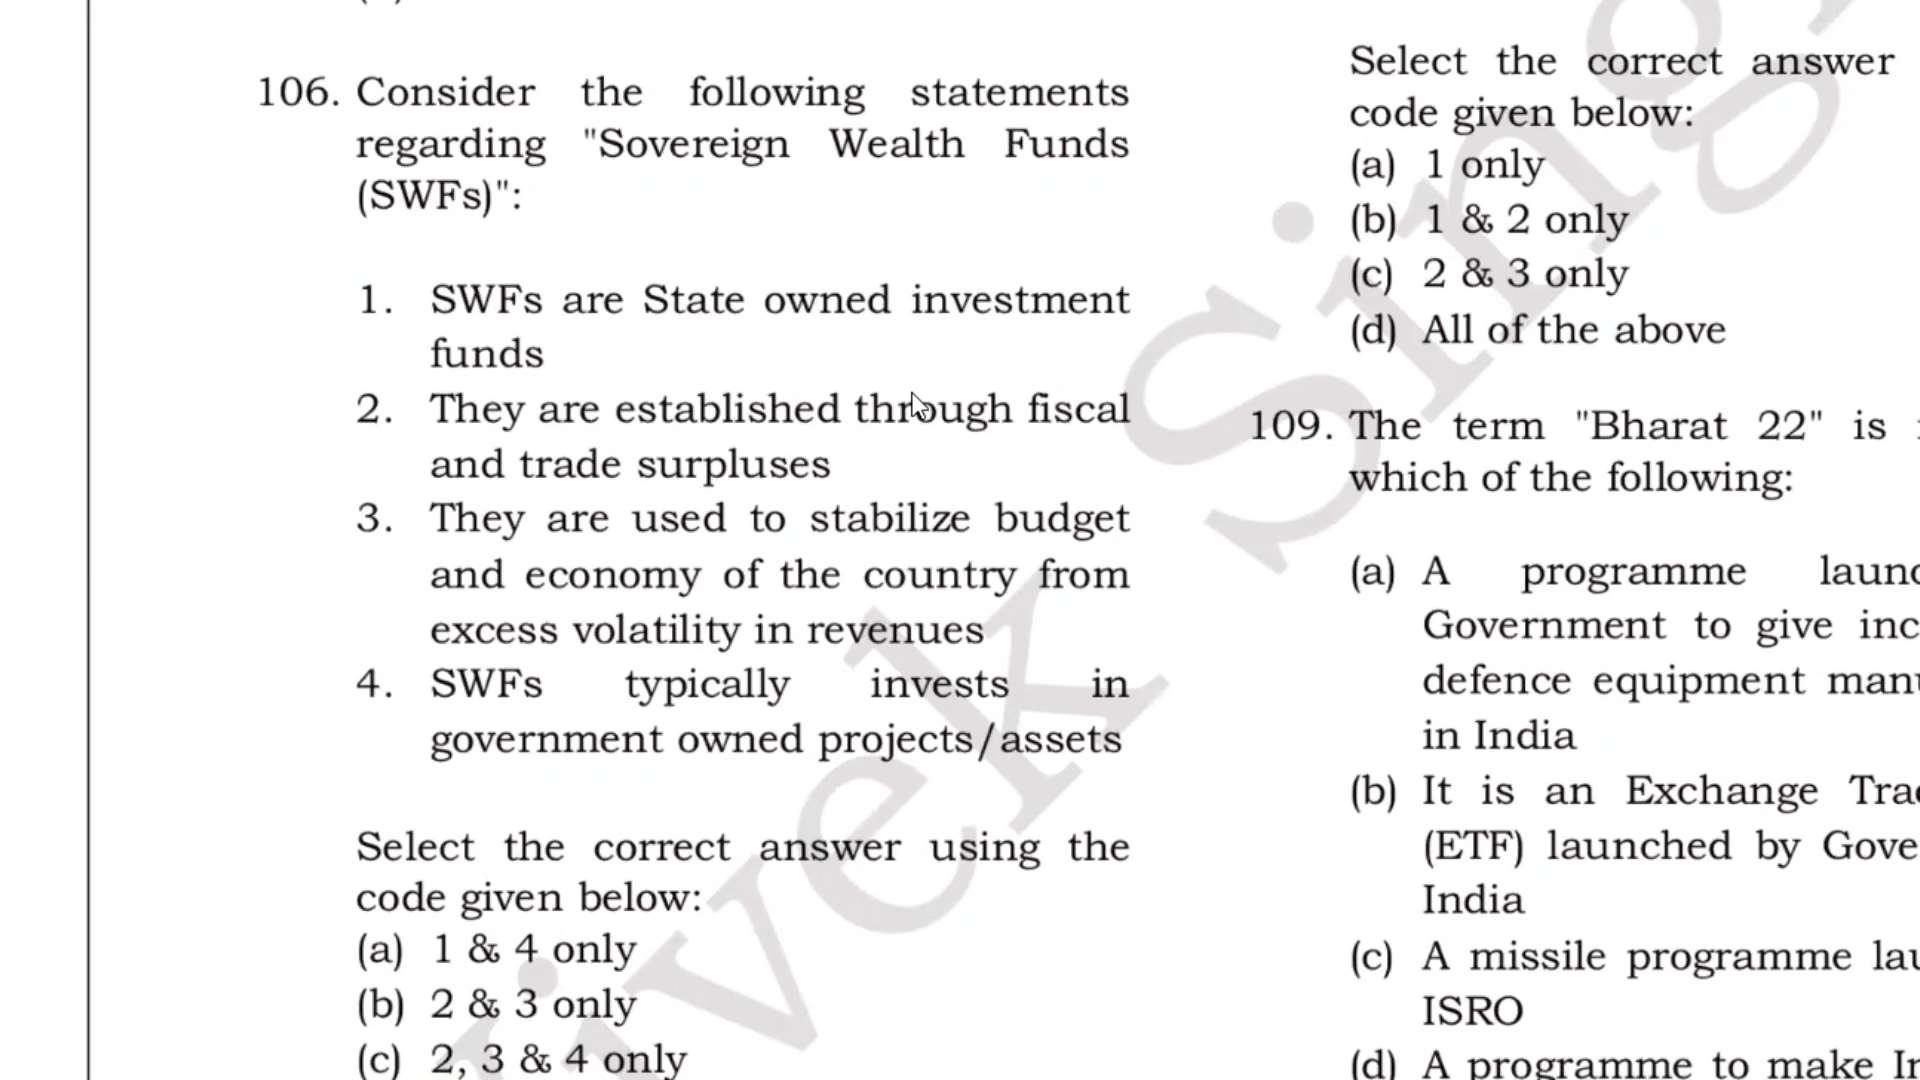 106. Consider the following statements
regarding "Sovereign Wealth Funds
(SWFs)":
1. SWFs are State owned investment
funds
2. They are established through fiscal
and trade surpluses
3. They are used to stabilize budget
and economy of the country from
excess volatility in revenues
4. SWFs typically invests in
government owned projects/assets
Select the correct answer using the
code given below:
(a) 1 & 4 only
(b) 2 & 3 only
(c) 2, 3 & 4 only
Select the correct answer
code given below:
(a) 1 only
(b) 1 & 2 only
(c) 2 & 3 only
(d) All of the above
109. The term "Bharat 22" is
which of the following:
(a) A programme
Government to give
defence equipment
in India
(b) It is an Exchange
(ETF) launched by
India
(c) A missile programme
ISRO
(d) A programme to make